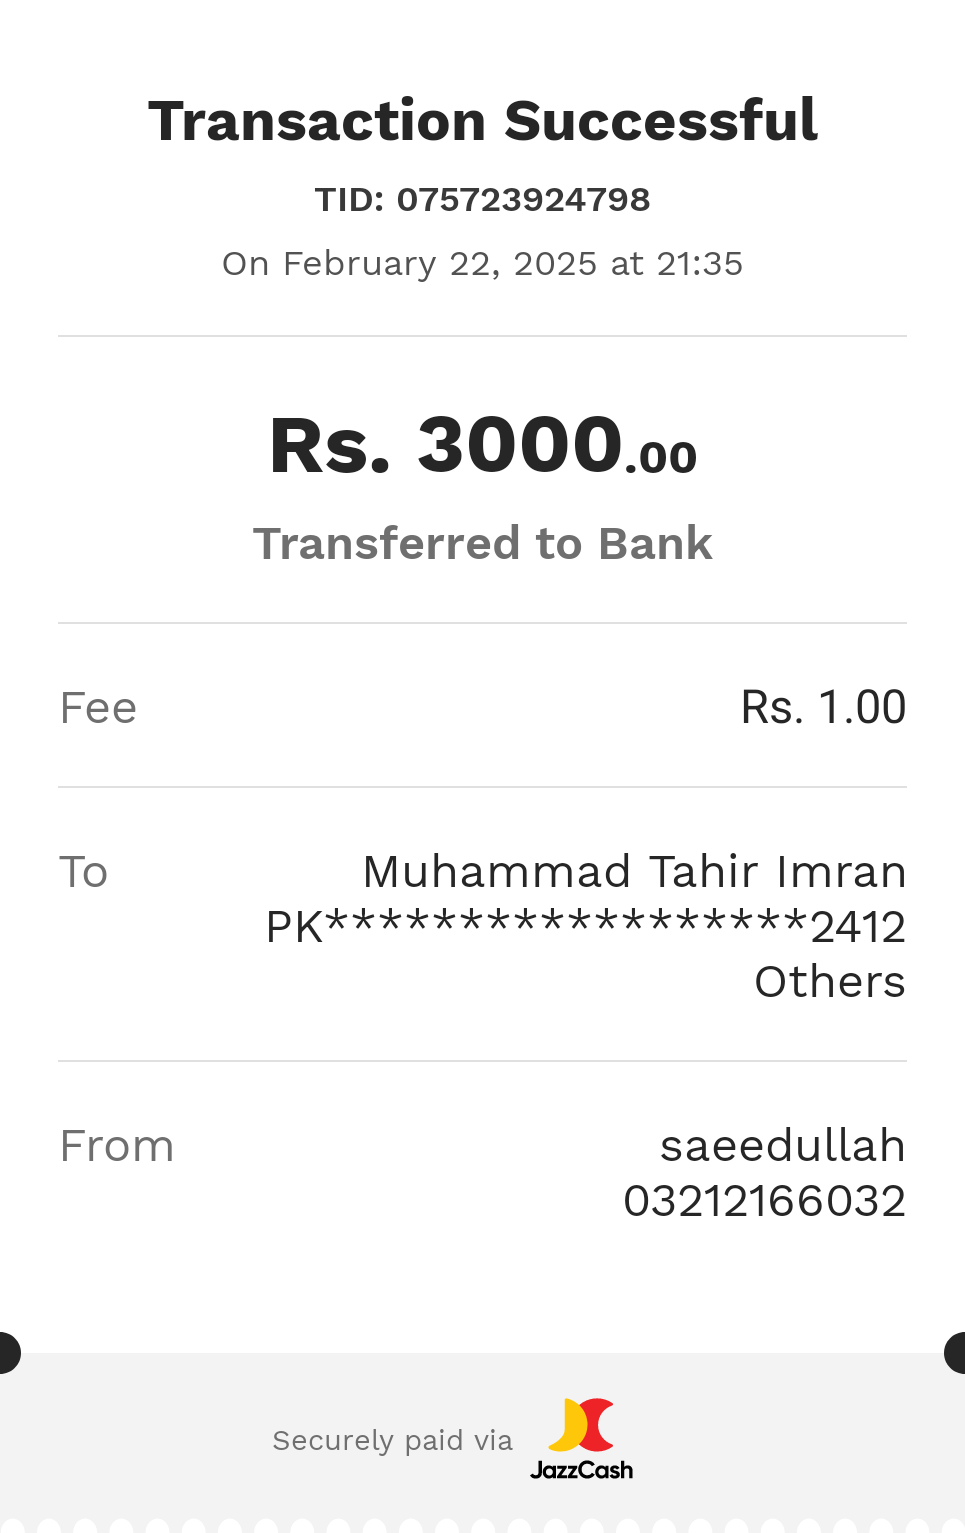 Transaction Successful
TID: 075723924798
On February 22, 2025 at 21:35
Rs. 3000.00
Transferred to Bank
Fee Rs. 1.00
To Muhammad Tahir Imran
PK******************2412
Others
From saeedullah
03212166032
Securely paid via JazzCash